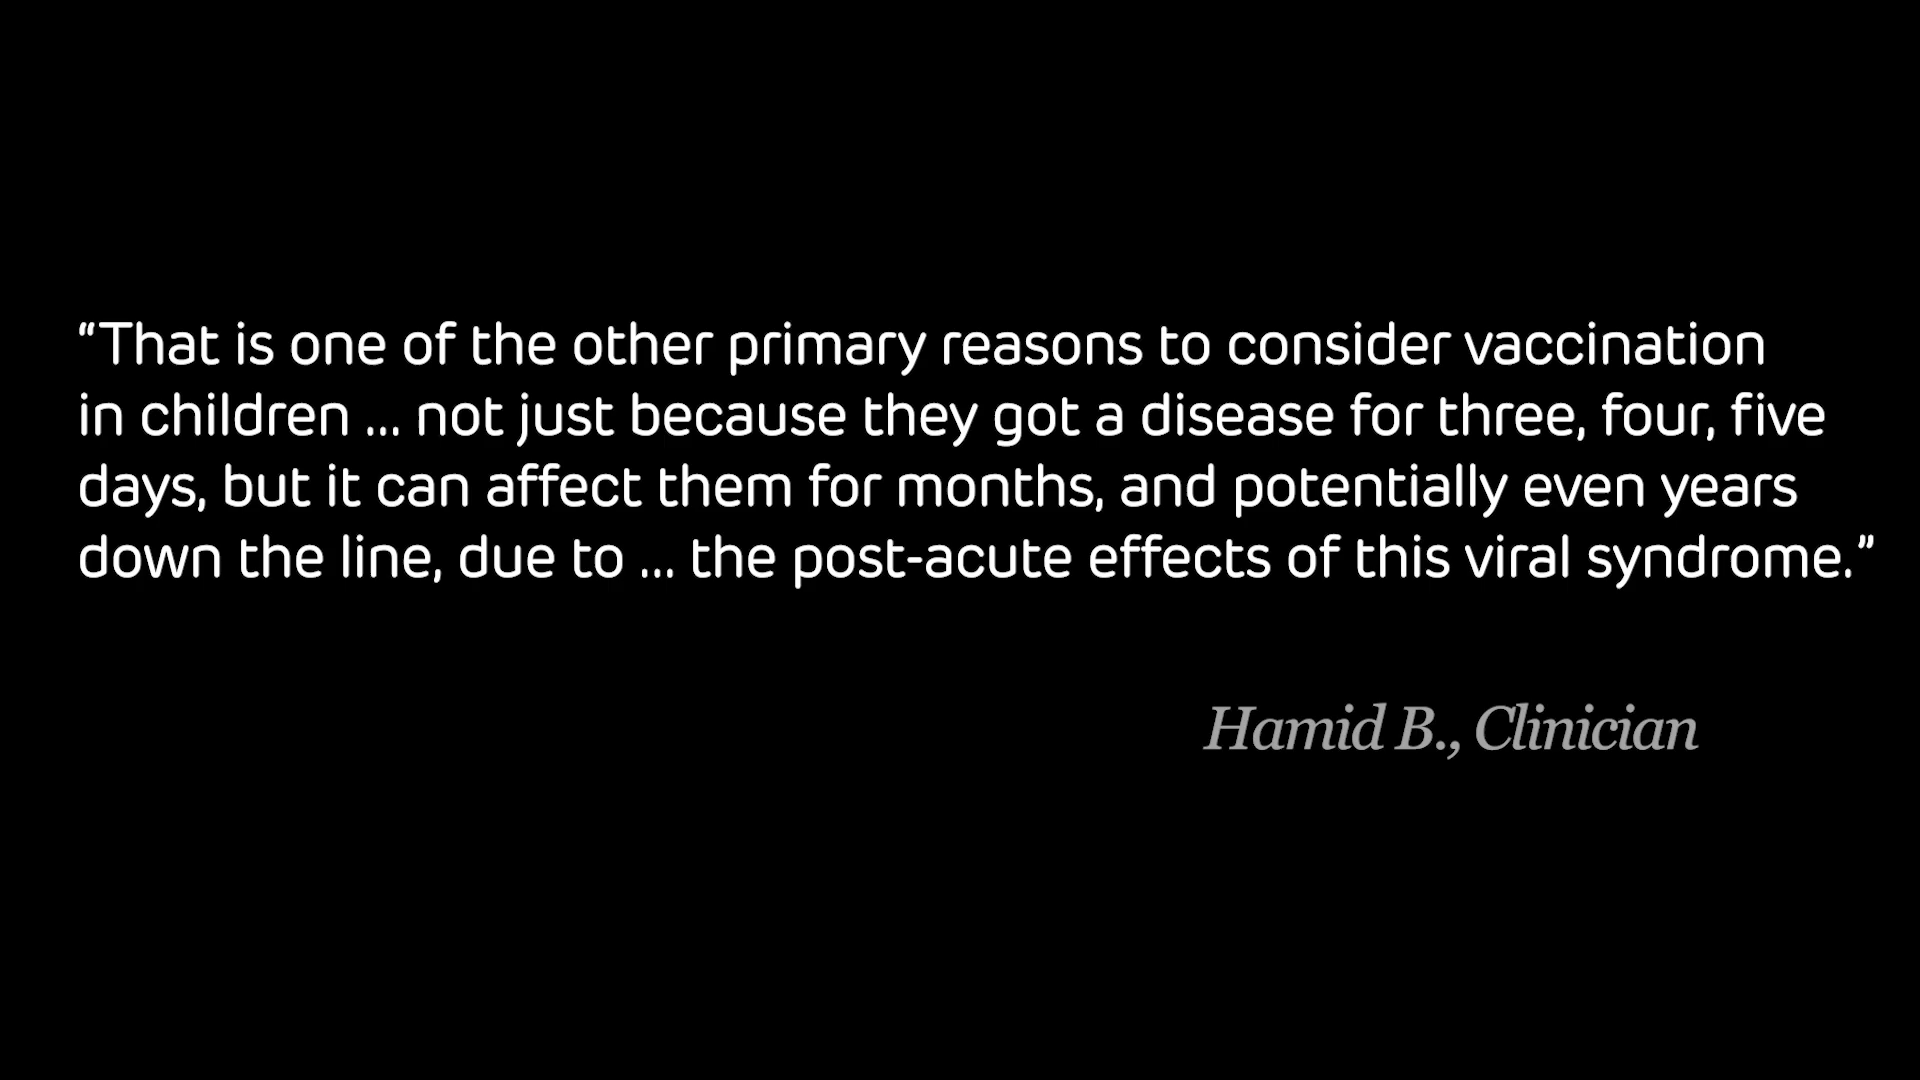 “That is one of the other primary reasons to consider vaccination
in children ... not just because they got a disease for three, four, five
days, but it can affect them for months, and potentially even years
down the line, due to ... the post-acute effects of this viral syndrome.”
Hamid B., Clinician